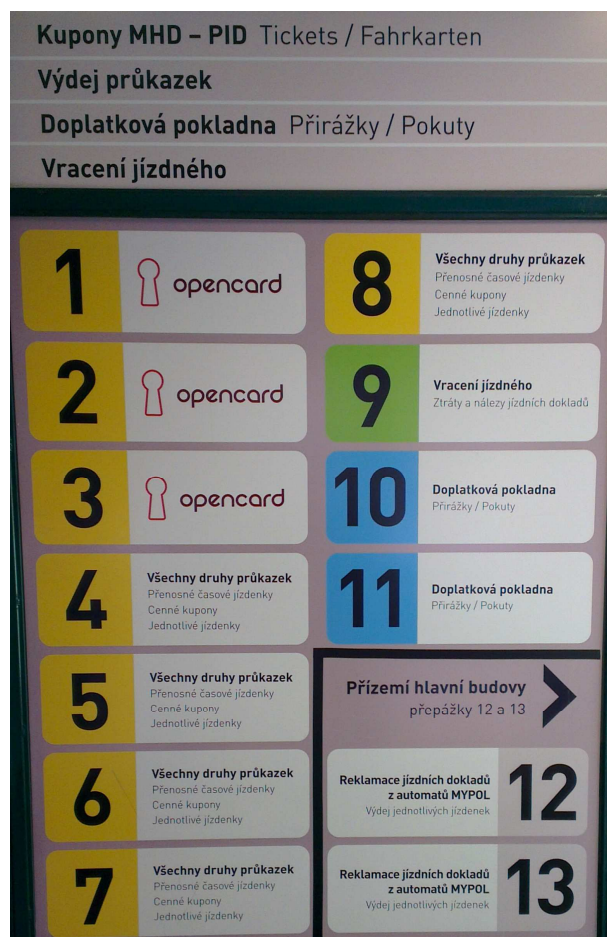 Kupony MHD – PID Tickets / Fahrkarten
Výdej průkazek
Doplatková pokladna Přirážky / Pokuty
Vracení jízdného
1 opencard
2 opencard
3 opencard
4 Všechny druhy průkazek
Přenosné časové jízdenky
Cenné kupony
Jednotlivé jízdenky
5 Všechny druhy průkazek
Přenosné časové jízdenky
Cenné kupony
Jednotlivé jízdenky
6 Všechny druhy průkazek
Přenosné časové jízdenky
Cenné kupony
Jednotlivé jízdenky
7 Všechny druhy průkazek
Přenosné časové jízdenky
Cenné kupony
Jednotlivé jízdenky
8 Všechny druhy průkazek
Přenosné časové jízdenky
Cenné kupony
Jednotlivé jízdenky
9 Vracení jízdného
Ztráty a nálezy jízdních dokladů
10 Doplatková pokladna
Přirážky / Pokuty
11 Doplatková pokladna
Přirážky / Pokuty
Přízemí hlavní budovy
přepážky 12 a 13
Reklamace jízdních dokladů
z automatů MYPOL 12
Výdej jednotlivých jízdenek
Reklamace jízdních dokladů
z automatů MYPOL 13
Výdej jednotlivých jízdenek